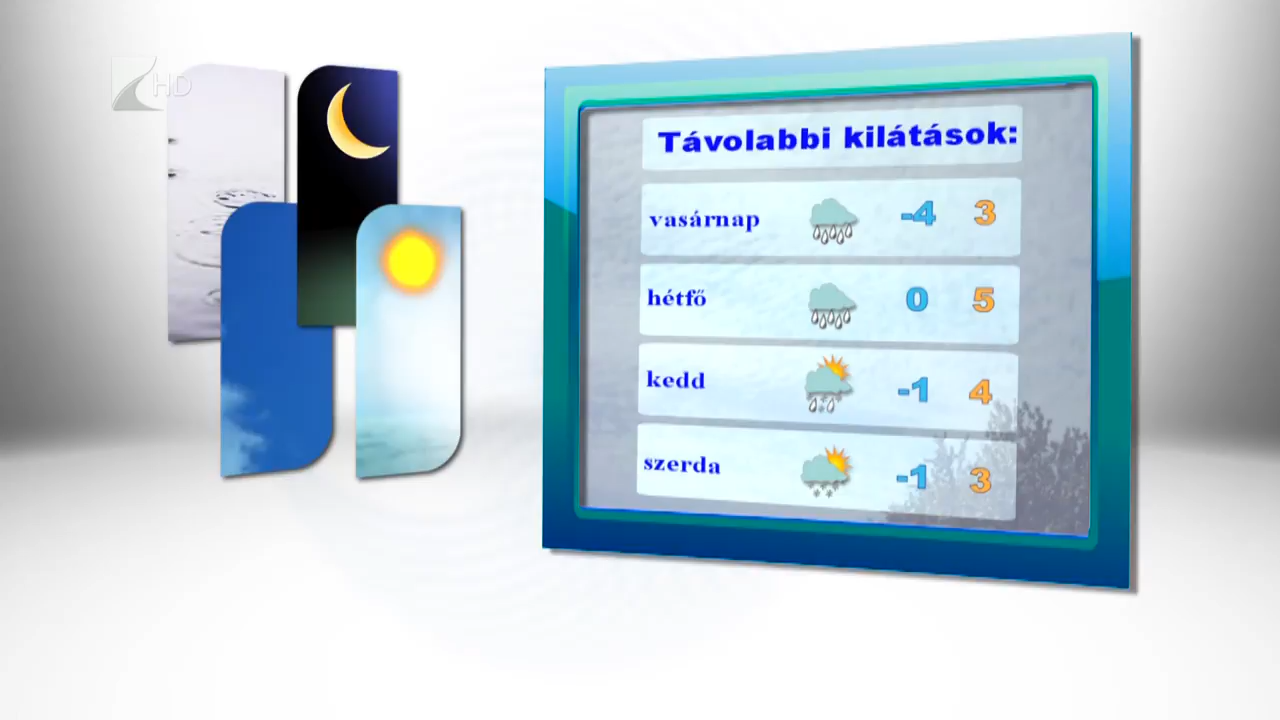 HD
Távolabbi kilátások:
vasárnap -4 3
hétfő 0 5
kedd -1 4
szerda -1 3